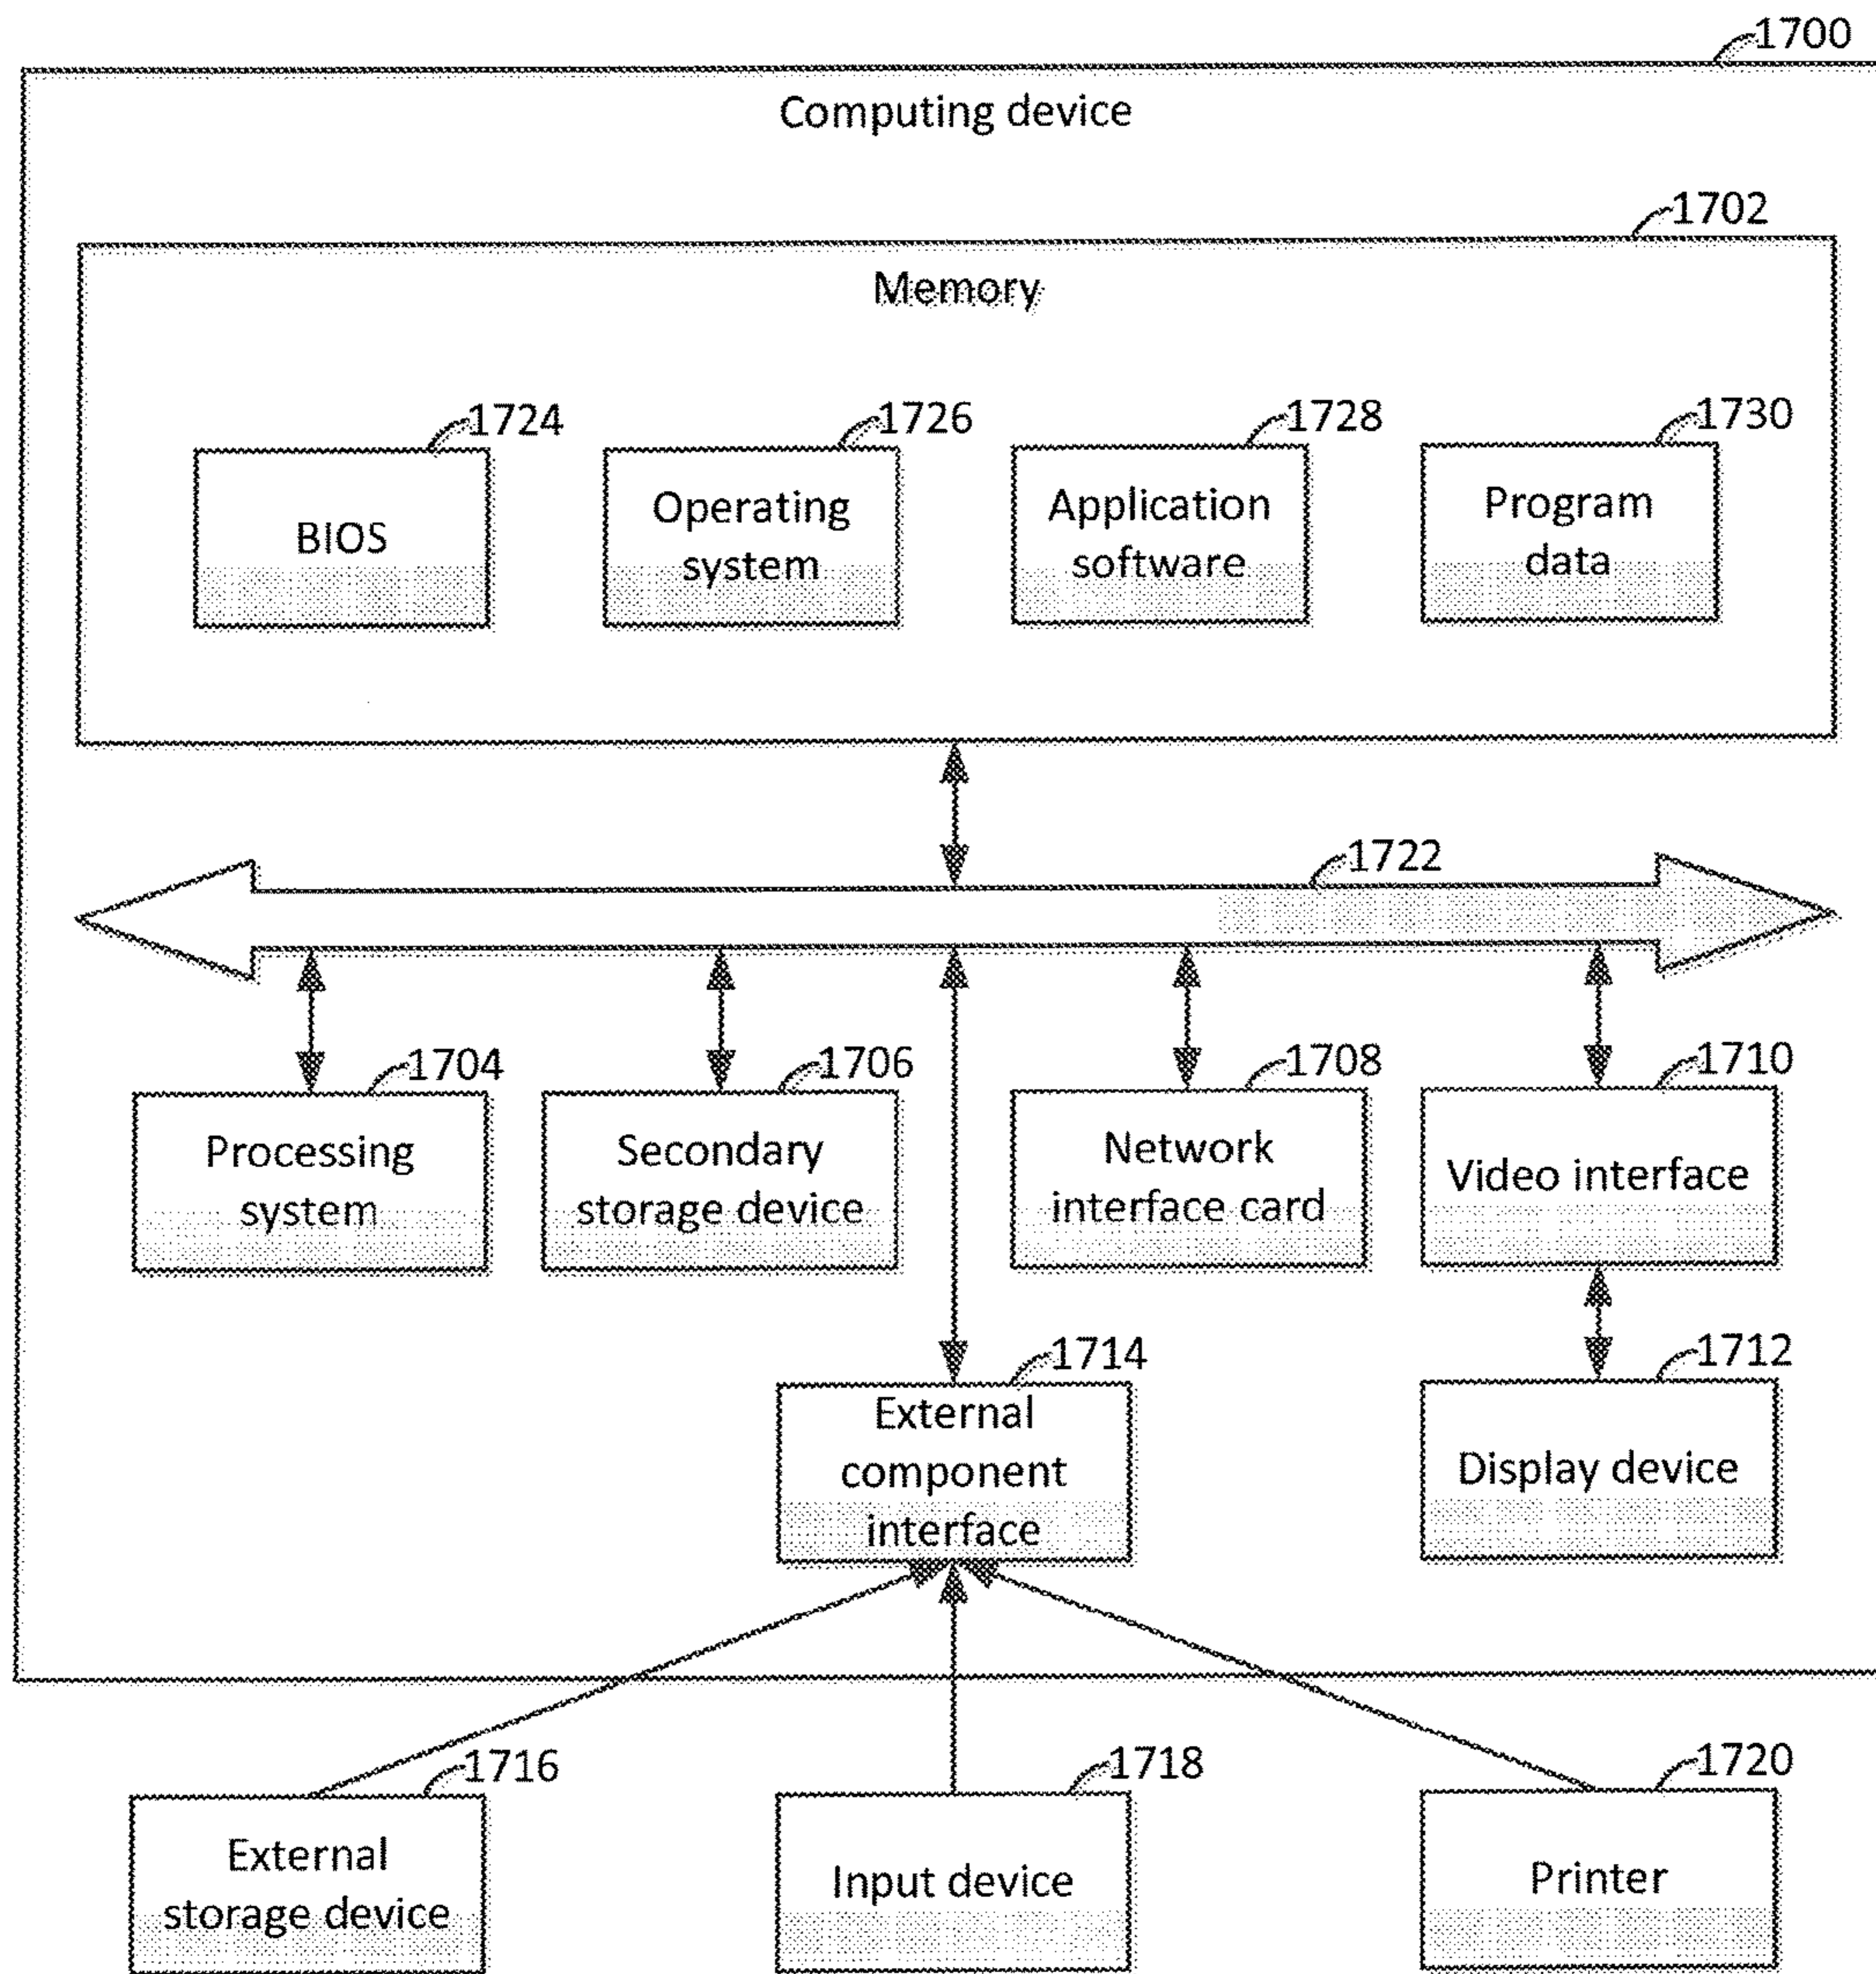 1700
Computing device
1702
Memory
1724
1726
1728
1730
BIOS
Operating
system
Application
software
Program
data
1722
1704
1706
1708
1710
Processing
system
Secondary
storage device
Network
interface card
Video interface
1714
1712
External
component
interface
Display device
1716
1718
1720
External
storage device
Input device
Printer